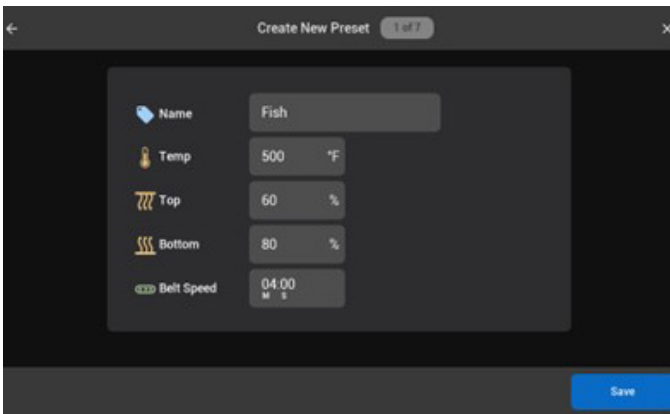 Create New Preset 1 of 7
Name Fish
Temp 500 °F
Top 60 %
Bottom 80 %
Belt Speed 04:00
M S
Save